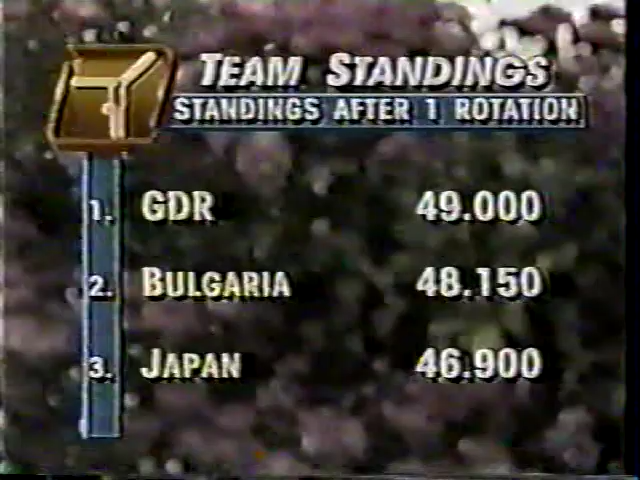 TEAM STANDINGS
STANDINGS AFTER 1 ROTATION
1. GDR 49.000
2. BULGARIA 48.150
3. JAPAN 46.900